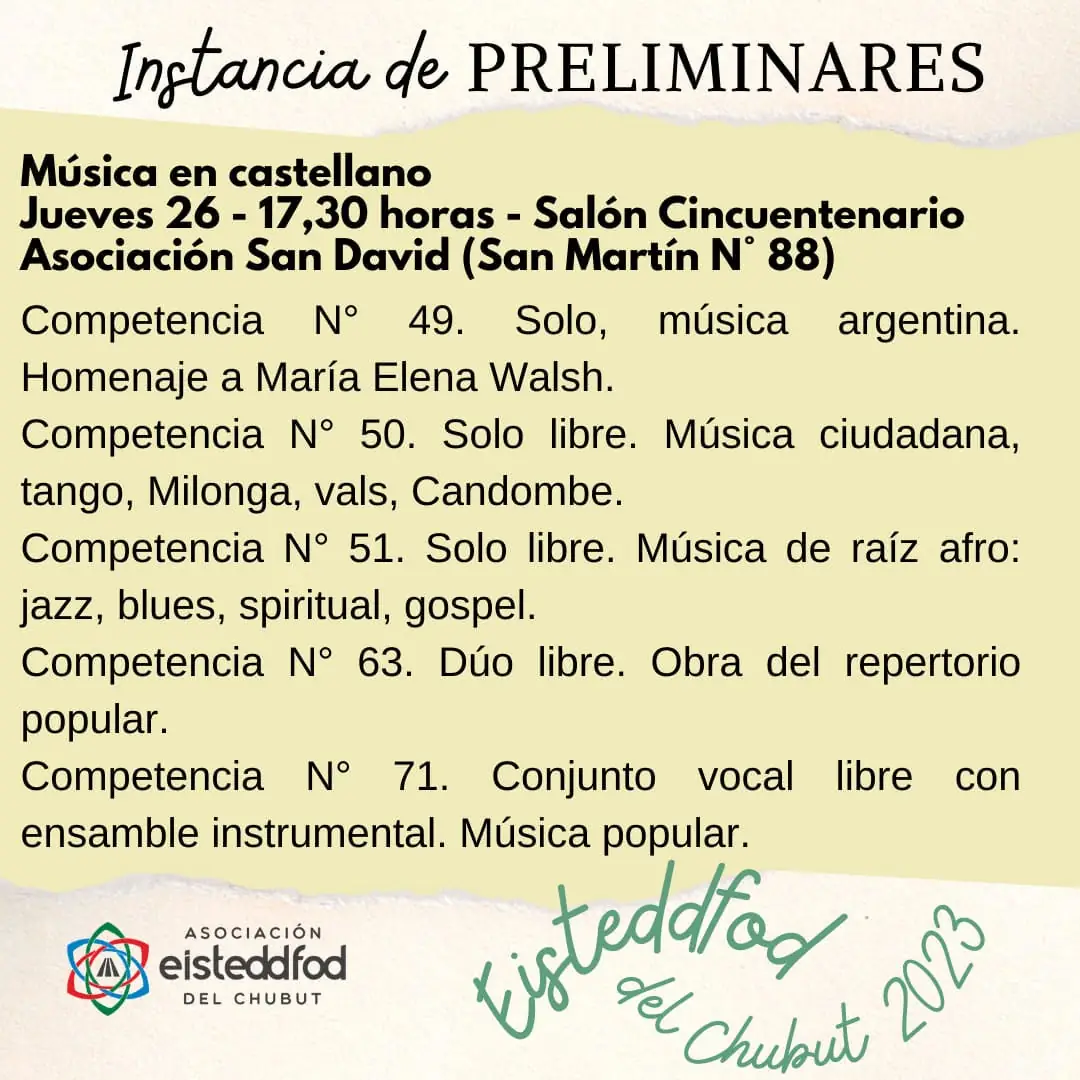 Instancia de PRELIMINARES
Música en castellano
Jueves 26 - 17,30 horas - Salón Cincuentenario
Asociación San David (San Martín N° 88)
Competencia N° 49. Solo, música argentina.
Homenaje a María Elena Walsh.
Competencia N° 50. Solo libre. Música ciudadana,
tango, Milonga, vals, Candombe.
Competencia N° 51. Solo libre. Música de raíz afro:
jazz, blues, spiritual, gospel.
Competencia N° 63. Dúo libre. Obra del repertorio
popular.
Competencia N° 71. Conjunto vocal libre con
ensamble instrumental. Música popular.
ASOCIACIÓN
eisteddfod
DEL CHUBUT
Eisteddfod
del Chubut 2023